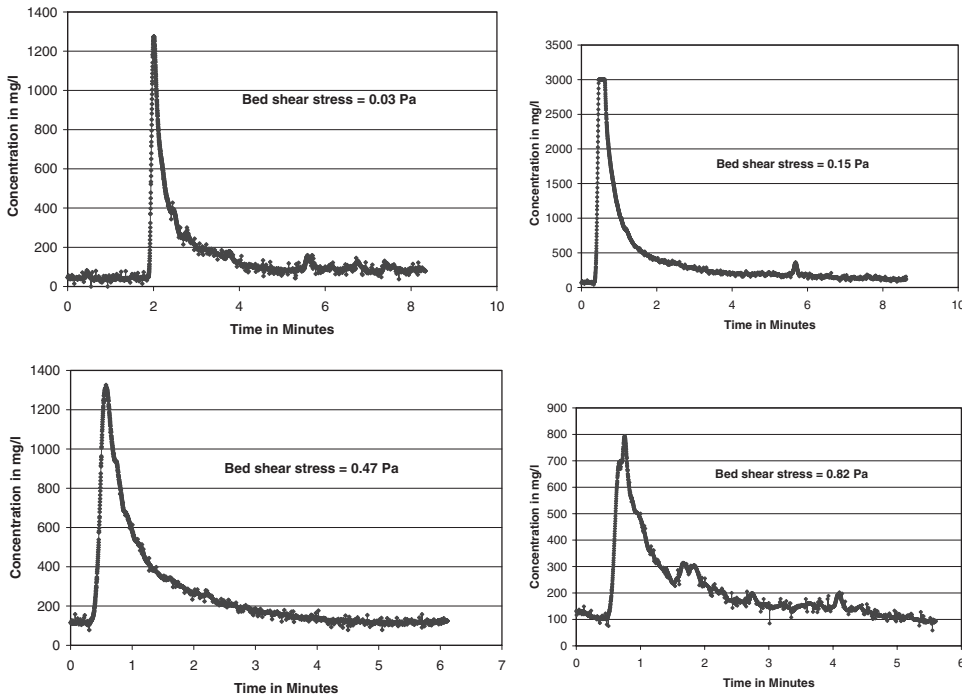 1400
1200
1000
800
600
400
200
0
Concentration in mg/l
Bed shear stress = 0.03 Pa
0 2 4 6 8 10
Time in Minutes
3500
3000
2500
2000
1500
1000
500
0
Concentration in mg/l
Bed shear stress = 0.15 Pa
0 2 4 6 8 10
Time in Minutes
1400
1200
1000
800
600
400
200
0
Concentration in mg/l
Bed shear stress = 0.47 Pa
0 1 2 3 4 5 6 7
Time in Minutes
900
800
700
600
500
400
300
200
100
0
Concentration in mg/l
Bed shear stress = 0.82 Pa
0 1 2 3 4 5 6
Time in Minutes